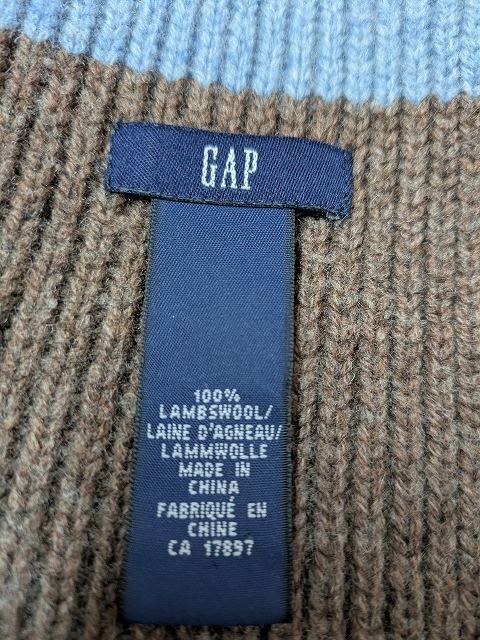 GAP
100%
LAMBSWOOL/
LAINE D'AGNEAU/
LAMMWOLLE
MADE IN
CHINA
FABRIQUÉ EN
CHINE
CA 17897